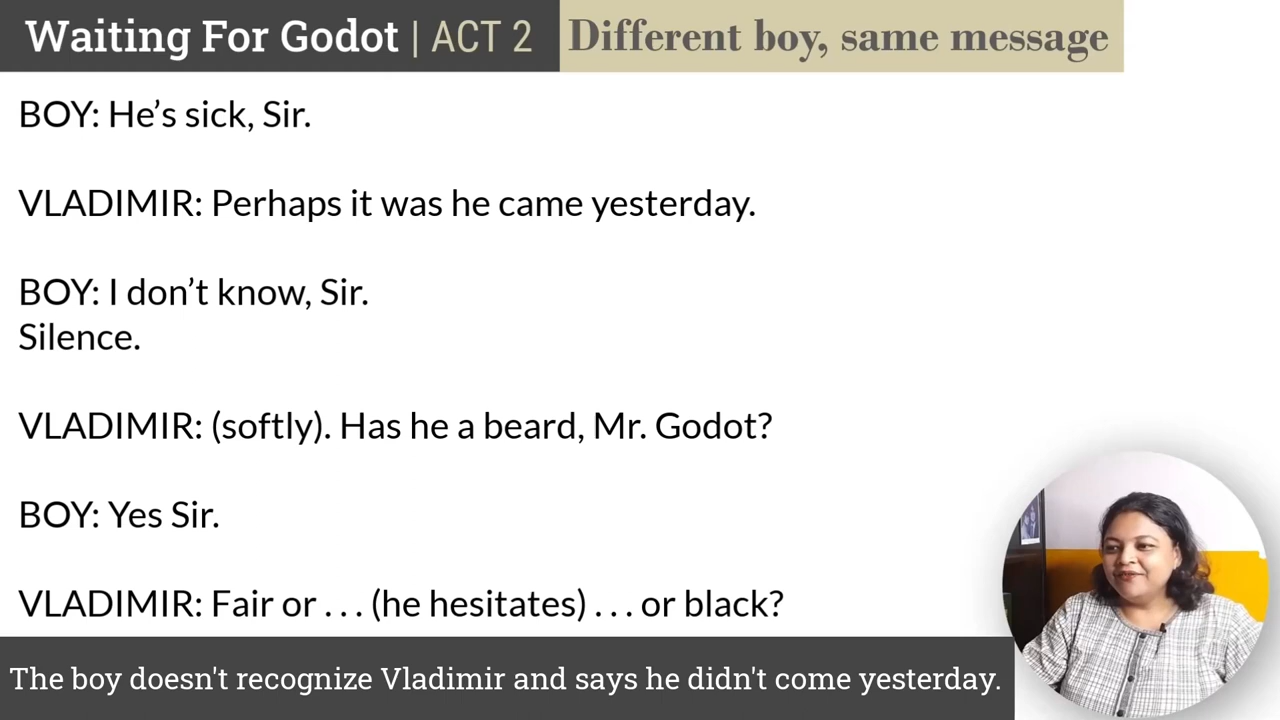 Waiting For Godot | ACT 2
Different boy, same message
BOY: He’s sick, Sir.
VLADIMIR: Perhaps it was he came yesterday.
BOY: I don’t know, Sir.
Silence.
VLADIMIR: (softly). Has he a beard, Mr. Godot?
BOY: Yes Sir.
VLADIMIR: Fair or . . . (he hesitates) . . . or black?
The boy doesn't recognize Vladimir and says he didn't come yesterday.